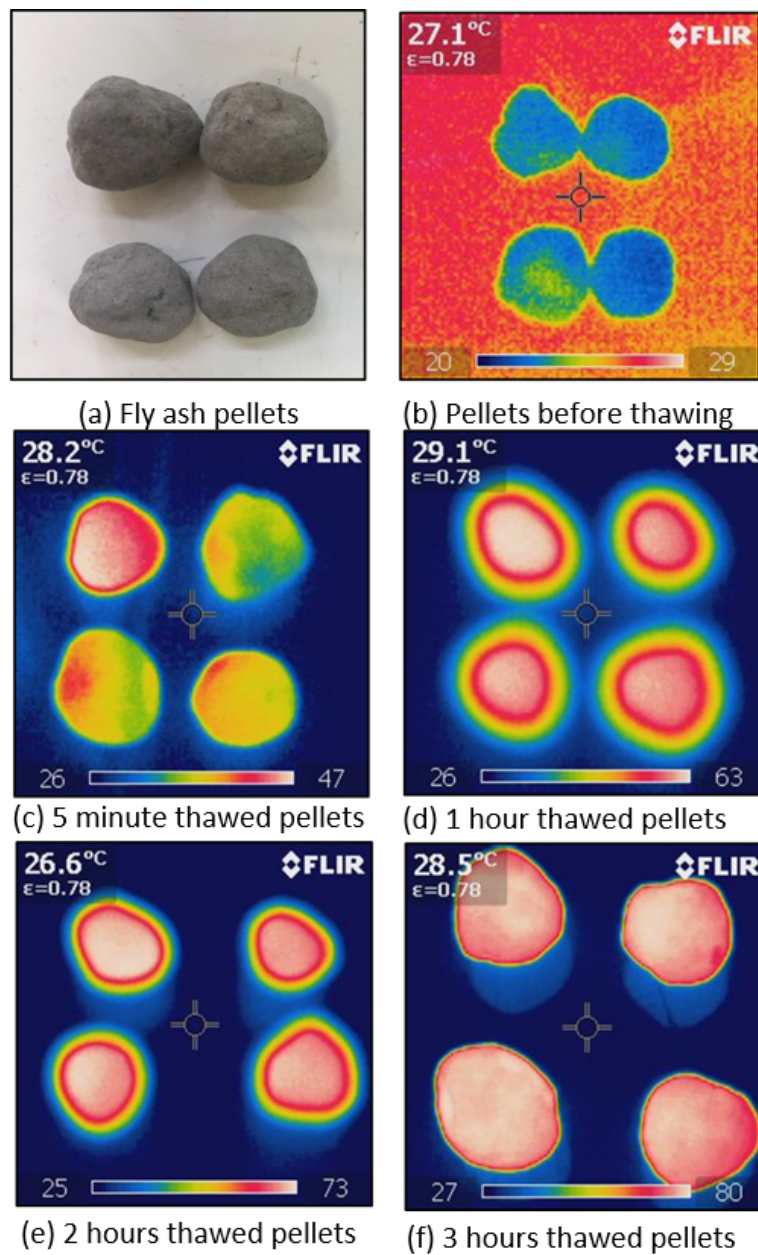 27.1°C
FLIR
ε=0.78
20 29
(a) Fly ash pellets
(b) Pellets before thawing
28.2°C
FLIR
ε=0.78
29.1°C
FLIR
ε=0.78
26 47
26 63
(c) 5 minute thawed pellets
(d) 1 hour thawed pellets
26.6°C
FLIR
ε=0.78
28.5°C
FLIR
ε=0.78
25 73
27 80
(e) 2 hours thawed pellets
(f) 3 hours thawed pellets